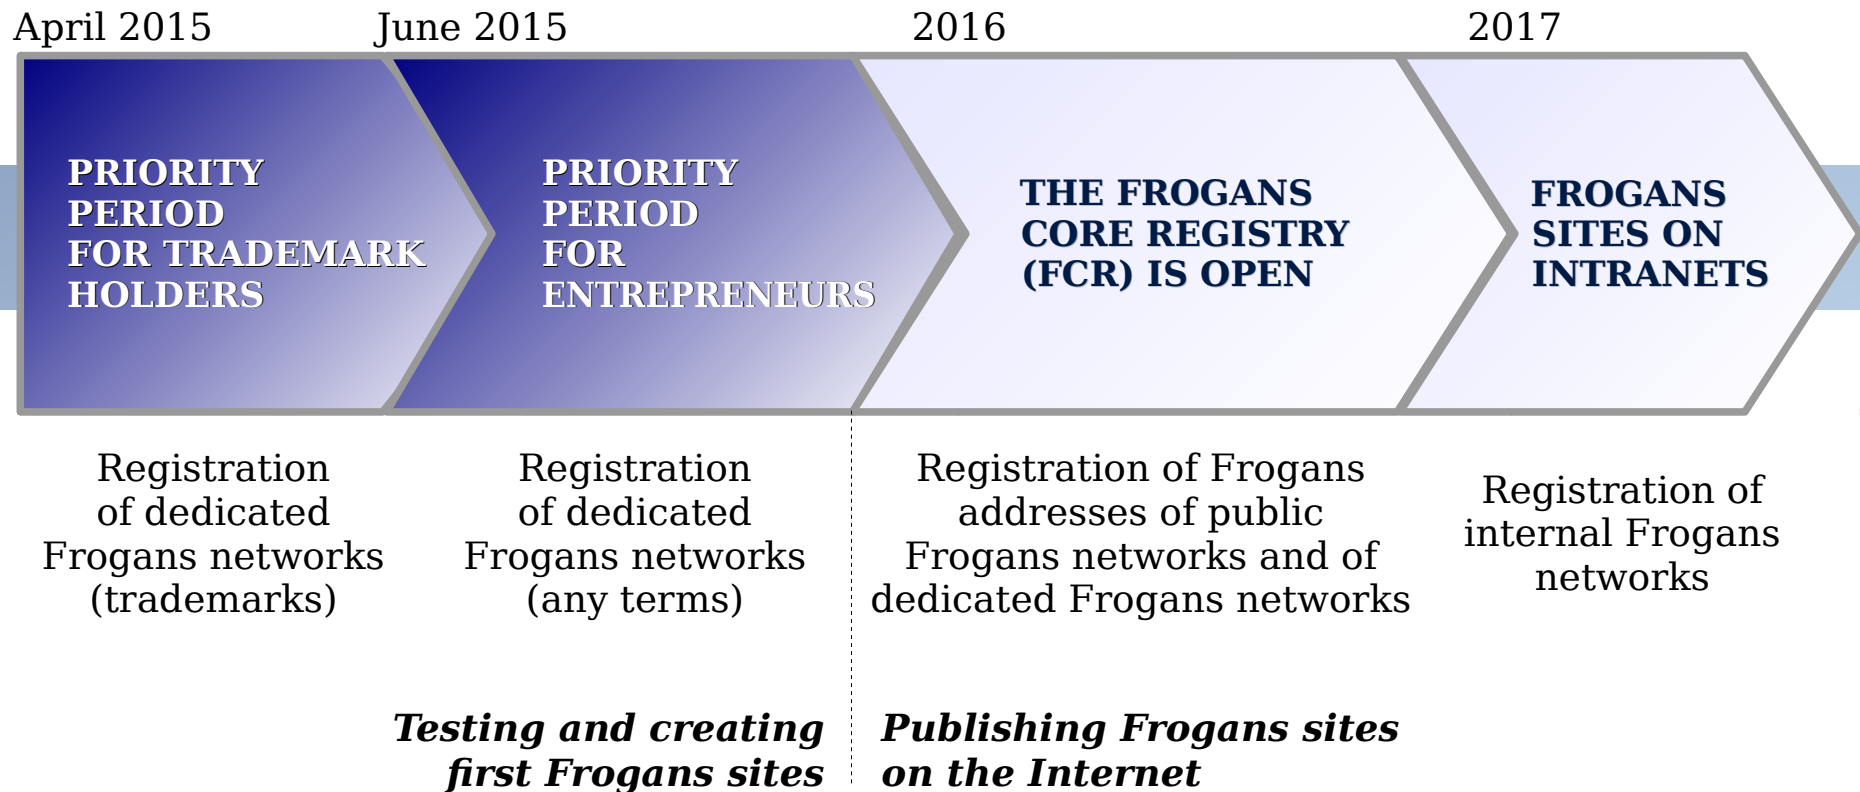 April 2015
June 2015
2016
2017
PRIORITY
PERIOD
FOR TRADEMARK
HOLDERS
PRIORITY
PERIOD
FOR
ENTREPRENEURS
THE FROGANS
CORE REGISTRY
(FCR) IS OPEN
FROGANS
SITES ON
INTRANETS
Registration
of dedicated
Frogans networks
(trademarks)
Registration
of dedicated
Frogans networks
(any terms)
Registration of Frogans
addresses of public
Frogans networks and of
dedicated Frogans networks
Registration of
internal Frogans
networks
Testing and creating
first Frogans sites
Publishing Frogans sites
on the Internet